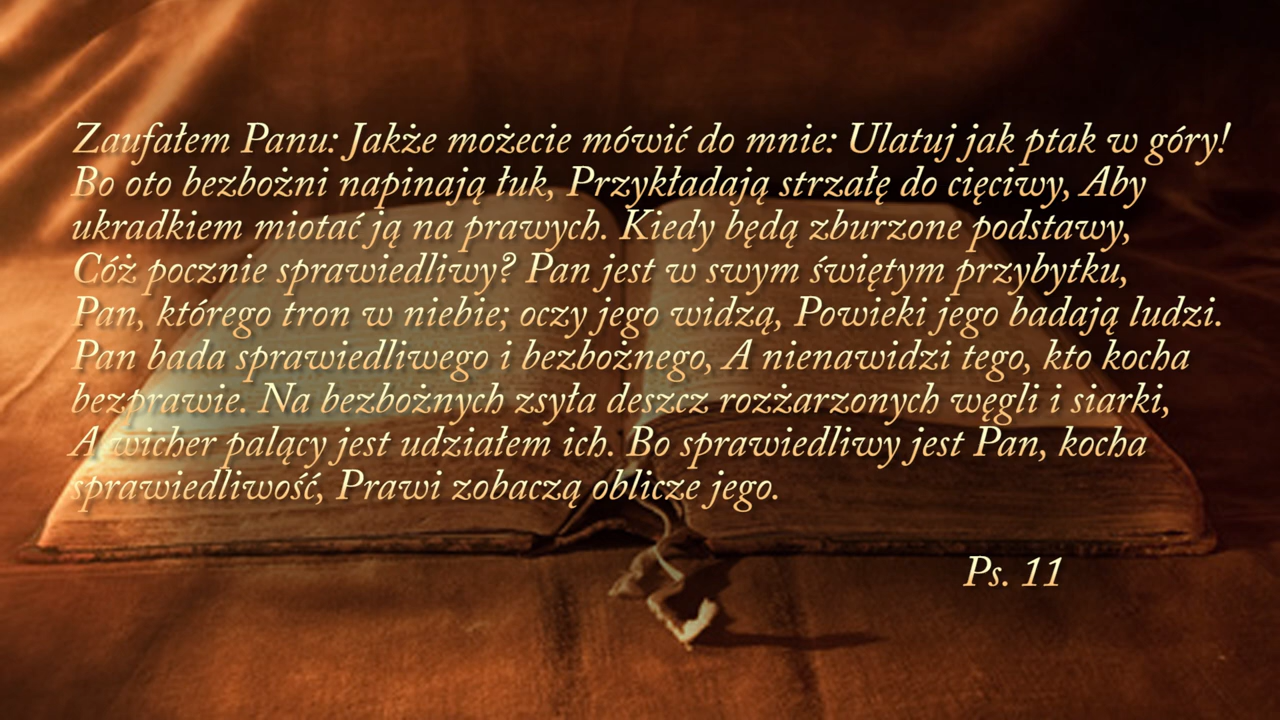 Zaufałem Panu: Jakże możecie mówić do mnie: Ulatuj jak ptak w góry!
Bo oto bezbożni napinają łuk, Przykładają strzałę do cięciwy, Aby
ukradkiem miotać ją na prawych. Kiedy będą zburzone podstawy,
Cóż pocznie sprawiedliwy? Pan jest w swym świętym przybytku,
Pan, którego tron w niebie; oczy jego widzą, Powieki jego badają ludzi.
Pan bada sprawiedliwego i bezbożnego, A nienawidzi tego, kto kocha
bezprawie. Na bezbożnych zsyła deszcz rozżarzonych węgli i siarki,
A wicher palący jest udziałem ich. Bo sprawiedliwy jest Pan, kocha
sprawiedliwość, Prawi zobaczą oblicze jego.
Ps. 11